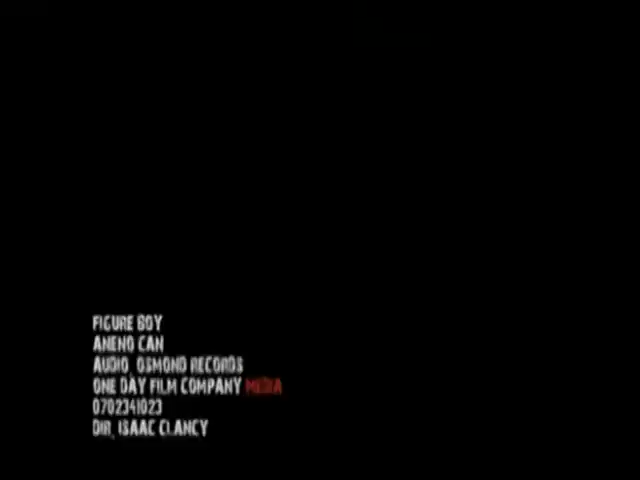 FIGURE BOY
ANENO CAN
AUDIO, OSMOND RECORDS
ONE DAY FILM COMPANY MEDIA
0702341023
DIR, ISAAC CLANCY